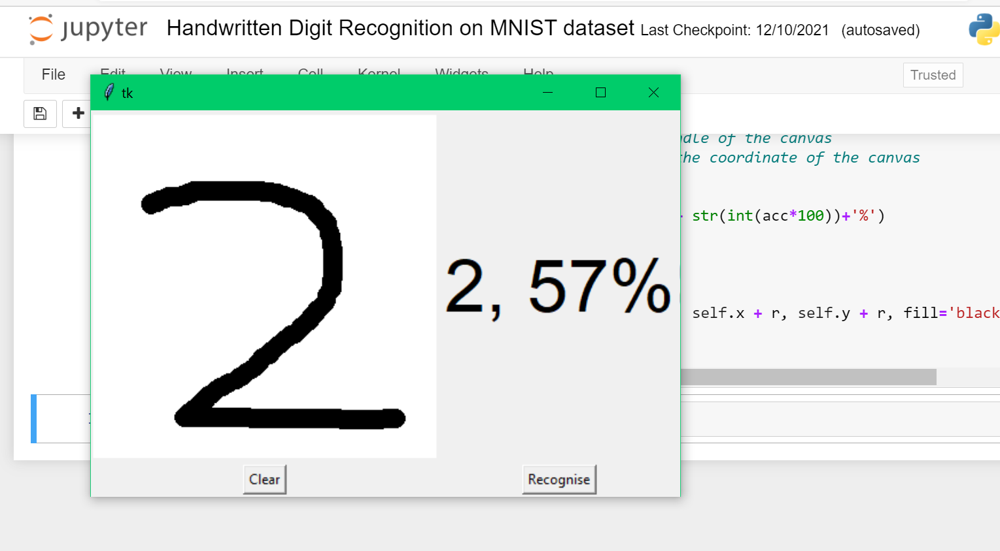 jupyter Handwritten Digit Recognition on MNIST dataset Last Checkpoint: 12/10/2021 (autosaved)
File Edit View Insert Cell Kernel Widgets Help Trusted
tk
of the canvas
the coordinate of the canvas
str(int(acc*100))+'%')
2
2, 57%
self.x + r, self.y + r, fill='black
Clear Recognise